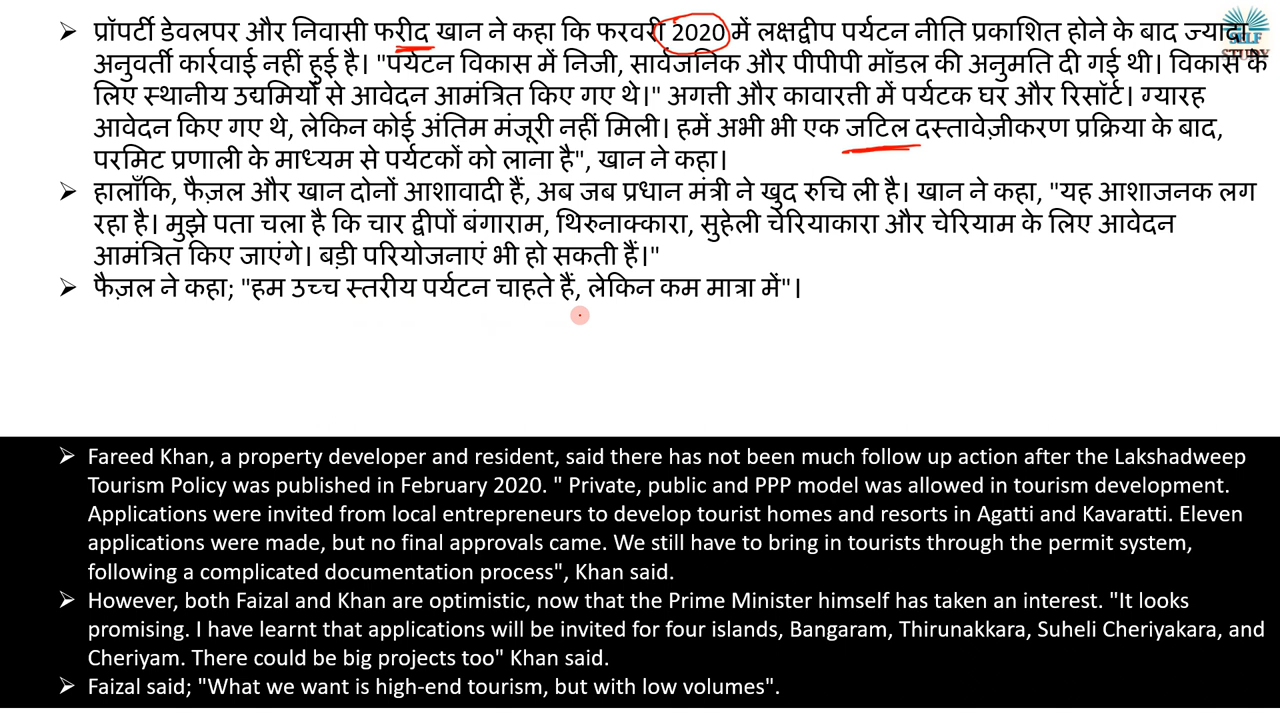 ➢ प्रॉपर्टी डेवलपर और निवासी फरीद खान ने कहा कि फरवरी 2020 में लक्षद्वीप पर्यटन नीति प्रकाशित होने के बाद ज्यादा
अनुवर्ती कार्रवाई नहीं हुई है। "पर्यटन विकास में निजी, सार्वजनिक और पीपीपी मॉडल की अनुमति दी गई थी। विकास के
लिए स्थानीय उद्यमियों से आवेदन आमंत्रित किए गए थे।" अगत्ती और कावारत्ती में पर्यटक घर और रिसॉर्ट। ग्यारह
आवेदन किए गए थे, लेकिन कोई अंतिम मंजूरी नहीं मिली। हमें अभी भी एक जटिल दस्तावेज़ीकरण प्रक्रिया के बाद,
परमिट प्रणाली के माध्यम से पर्यटकों को लाना है", खान ने कहा।
➢ हालाँकि, फैज़ल और खान दोनों आशावादी हैं, अब जब प्रधान मंत्री ने खुद रुचि ली है। खान ने कहा, "यह आशाजनक लग
रहा है। मुझे पता चला है कि चार द्वीपों बंगाराम, थिरुनाक्कारा, सुहेली चेरियाकारा और चेरियाम के लिए आवेदन
आमंत्रित किए जाएंगे। बड़ी परियोजनाएं भी हो सकती हैं।"
➢ फैज़ल ने कहा; "हम उच्च स्तरीय पर्यटन चाहते हैं, लेकिन कम मात्रा में"।
SELF
STUDY
➢ Fareed Khan, a property developer and resident, said there has not been much follow up action after the Lakshadweep
Tourism Policy was published in February 2020. " Private, public and PPP model was allowed in tourism development.
Applications were invited from local entrepreneurs to develop tourist homes and resorts in Agatti and Kavaratti. Eleven
applications were made, but no final approvals came. We still have to bring in tourists through the permit system,
following a complicated documentation process", Khan said.
➢ However, both Faizal and Khan are optimistic, now that the Prime Minister himself has taken an interest. "It looks
promising. I have learnt that applications will be invited for four islands, Bangaram, Thirunakkara, Suheli Cheriyakara, and
Cheriyam. There could be big projects too" Khan said.
➢ Faizal said; "What we want is high-end tourism, but with low volumes".